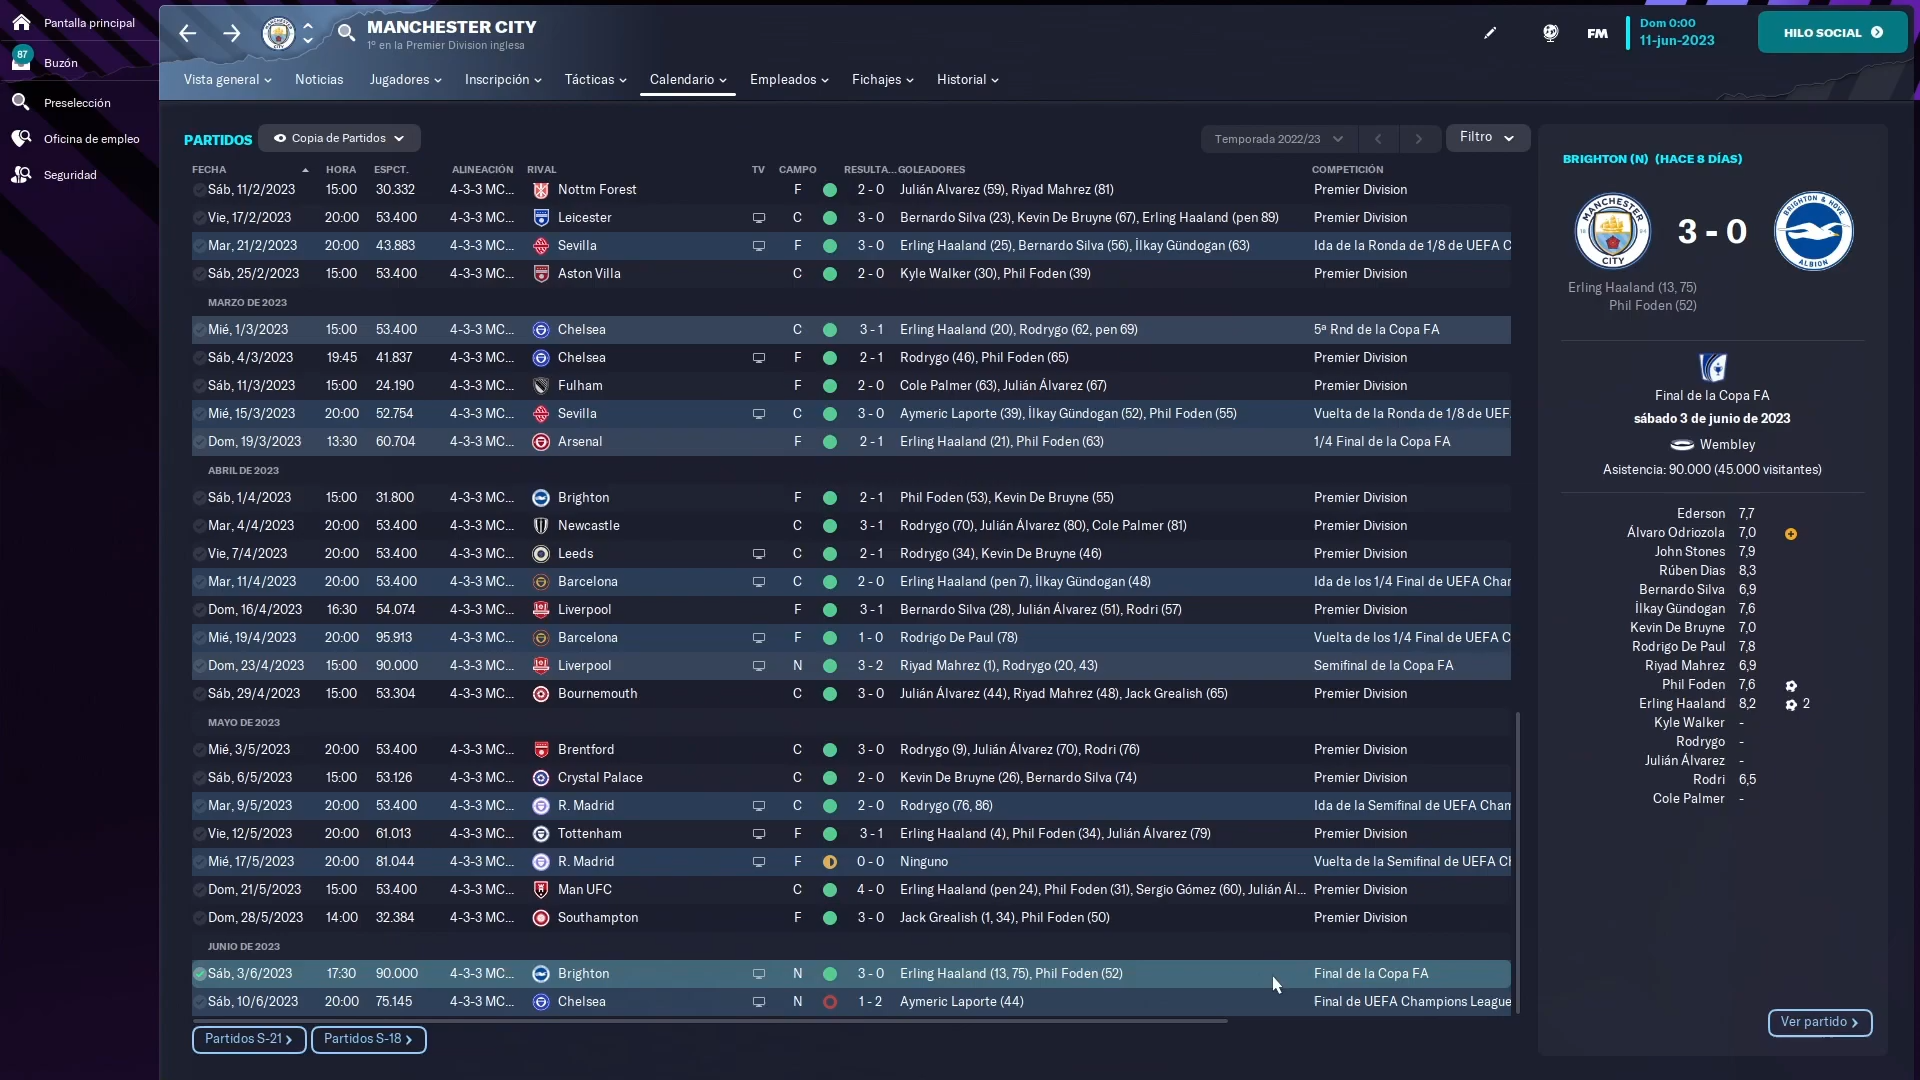 Pantalla principal
87
Buzón
Preselección
Oficina de empleo
Seguridad
MANCHESTER CITY
1º en la Premier Division inglesa
FM
Dom 0:00
11-jun-2023
HILO SOCIAL
Vista general
Noticias
Jugadores
Inscripción
Tácticas
Calendario
Empleados
Fichajes
Historial
PARTIDOS
Copia de Partidos
Temporada 2022/23
Filtro
FECHA HORA ESPCT. ALINEACIÓN RIVAL TV CAMPO RESULTA... GOLEADORES COMPETICIÓN
Sáb, 11/2/2023 15:00 30.332 4-3-3 MC... Nottm Forest F 2 - 0 Julián Álvarez (59), Riyad Mahrez (81) Premier Division
Vie, 17/2/2023 20:00 53.400 4-3-3 MC... Leicester C 3 - 0 Bernardo Silva (23), Kevin De Bruyne (67), Erling Haaland (pen 89) Premier Division
Mar, 21/2/2023 20:00 43.883 4-3-3 MC... Sevilla F 3 - 0 Erling Haaland (25), Bernardo Silva (56), İlkay Gündogan (63) Ida de la Ronda de 1/8 de UEFA C
Sáb, 25/2/2023 15:00 53.400 4-3-3 MC... Aston Villa C 2 - 0 Kyle Walker (30), Phil Foden (39) Premier Division
MARZO DE 2023
Mié, 1/3/2023 15:00 53.400 4-3-3 MC... Chelsea C 3 - 1 Erling Haaland (20), Rodrygo (62, pen 69) 5ª Rnd de la Copa FA
Sáb, 4/3/2023 19:45 41.837 4-3-3 MC... Chelsea F 2 - 1 Rodrygo (46), Phil Foden (65) Premier Division
Sáb, 11/3/2023 15:00 24.190 4-3-3 MC... Fulham F 2 - 0 Cole Palmer (63), Julián Álvarez (67) Premier Division
Mié, 15/3/2023 20:00 52.754 4-3-3 MC... Sevilla C 3 - 0 Aymeric Laporte (39), İlkay Gündogan (52), Phil Foden (55) Vuelta de la Ronda de 1/8 de UEF
Dom, 19/3/2023 13:30 60.704 4-3-3 MC... Arsenal F 2 - 1 Erling Haaland (21), Phil Foden (63) 1/4 Final de la Copa FA
ABRIL DE 2023
Sáb, 1/4/2023 15:00 31.800 4-3-3 MC... Brighton F 2 - 1 Phil Foden (53), Kevin De Bruyne (55) Premier Division
Mar, 4/4/2023 20:00 53.400 4-3-3 MC... Newcastle C 3 - 1 Rodrygo (70), Julián Álvarez (80), Cole Palmer (81) Premier Division
Vie, 7/4/2023 20:00 53.400 4-3-3 MC... Leeds C 2 - 1 Rodrygo (34), Kevin De Bruyne (46) Premier Division
Mar, 11/4/2023 20:00 53.400 4-3-3 MC... Barcelona C 2 - 0 Erling Haaland (pen 7), İlkay Gündogan (48) Ida de los 1/4 Final de UEFA Char
Dom, 16/4/2023 16:30 54.074 4-3-3 MC... Liverpool F 3 - 1 Bernardo Silva (28), Julián Álvarez (51), Rodri (57) Premier Division
Mié, 19/4/2023 20:00 95.913 4-3-3 MC... Barcelona F 1 - 0 Rodrigo De Paul (78) Vuelta de los 1/4 Final de UEFA C
Dom, 23/4/2023 15:00 90.000 4-3-3 MC... Liverpool N 3 - 2 Riyad Mahrez (1), Rodrygo (20, 43) Semifinal de la Copa FA
Sáb, 29/4/2023 15:00 53.304 4-3-3 MC... Bournemouth C 3 - 0 Julián Álvarez (44), Riyad Mahrez (48), Jack Grealish (65) Premier Division
MAYO DE 2023
Mié, 3/5/2023 20:00 53.400 4-3-3 MC... Brentford C 3 - 0 Rodrygo (9), Julián Álvarez (70), Rodri (76) Premier Division
Sáb, 6/5/2023 15:00 53.126 4-3-3 MC... Crystal Palace C 2 - 0 Kevin De Bruyne (26), Bernardo Silva (74) Premier Division
Mar, 9/5/2023 20:00 53.400 4-3-3 MC... R. Madrid C 2 - 0 Rodrygo (76, 86) Ida de la Semifinal de UEFA Cham
Vie, 12/5/2023 20:00 61.013 4-3-3 MC... Tottenham F 3 - 1 Erling Haaland (4), Phil Foden (34), Julián Álvarez (79) Premier Division
Mié, 17/5/2023 20:00 81.044 4-3-3 MC... R. Madrid F 0 - 0 Ninguno Vuelta de la Semifinal de UEFA Ch
Dom, 21/5/2023 15:00 53.400 4-3-3 MC... Man UFC C 4 - 0 Erling Haaland (pen 24), Phil Foden (31), Sergio Gómez (60), Julián Ál... Premier Division
Dom, 28/5/2023 14:00 32.384 4-3-3 MC... Southampton F 3 - 0 Jack Grealish (1, 34), Phil Foden (50) Premier Division
JUNIO DE 2023
Sáb, 3/6/2023 17:30 90.000 4-3-3 MC... Brighton N 3 - 0 Erling Haaland (13, 75), Phil Foden (52) Final de la Copa FA
Sáb, 10/6/2023 20:00 75.145 4-3-3 MC... Chelsea N 1 - 2 Aymeric Laporte (44) Final de UEFA Champions League
Partidos S-21
Partidos S-18
BRIGHTON (N) (HACE 8 DÍAS)
MANCHESTER
18 94
CITY
3 - 0
BRIGHTON & HOVE
ALBION
Erling Haaland (13, 75)
Phil Foden (52)
Final de la Copa FA
sábado 3 de junio de 2023
Wembley
Asistencia: 90.000 (45.000 visitantes)
Ederson 7,7
Álvaro Odriozola 7,0
John Stones 7,9
Rúben Dias 8,3
Bernardo Silva 6,9
İlkay Gündogan 7,6
Kevin De Bruyne 7,0
Rodrigo De Paul 7,8
Riyad Mahrez 6,9
Phil Foden 7,6
Erling Haaland 8,2 2
Kyle Walker -
Rodrygo -
Julián Álvarez -
Rodri 6,5
Cole Palmer -
Ver partido